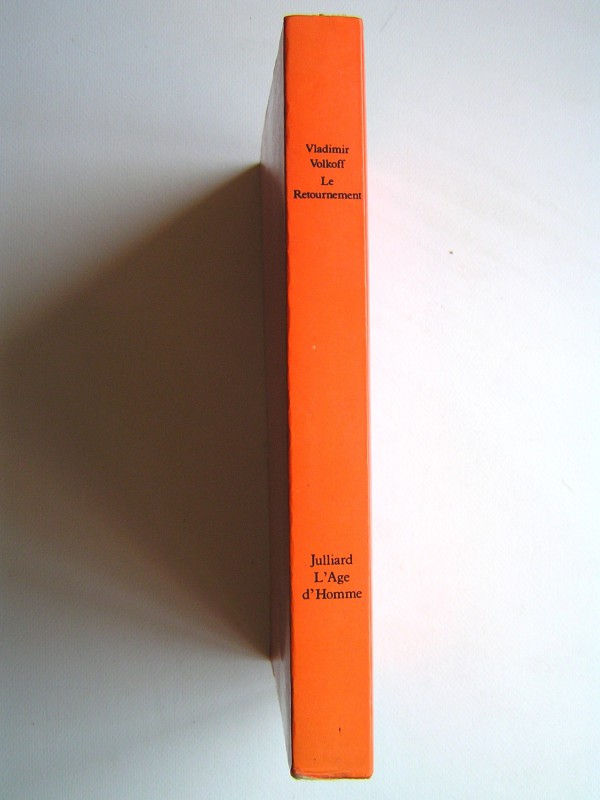 Vladimir
Volkoff
Le
Retournement
Julliard
L'Age
d'Homme